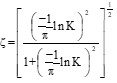 ζ = [ ( (-1/π) ln K )² / ( 1 + ( (-1/π) ln K )² ) ]^(1/2)